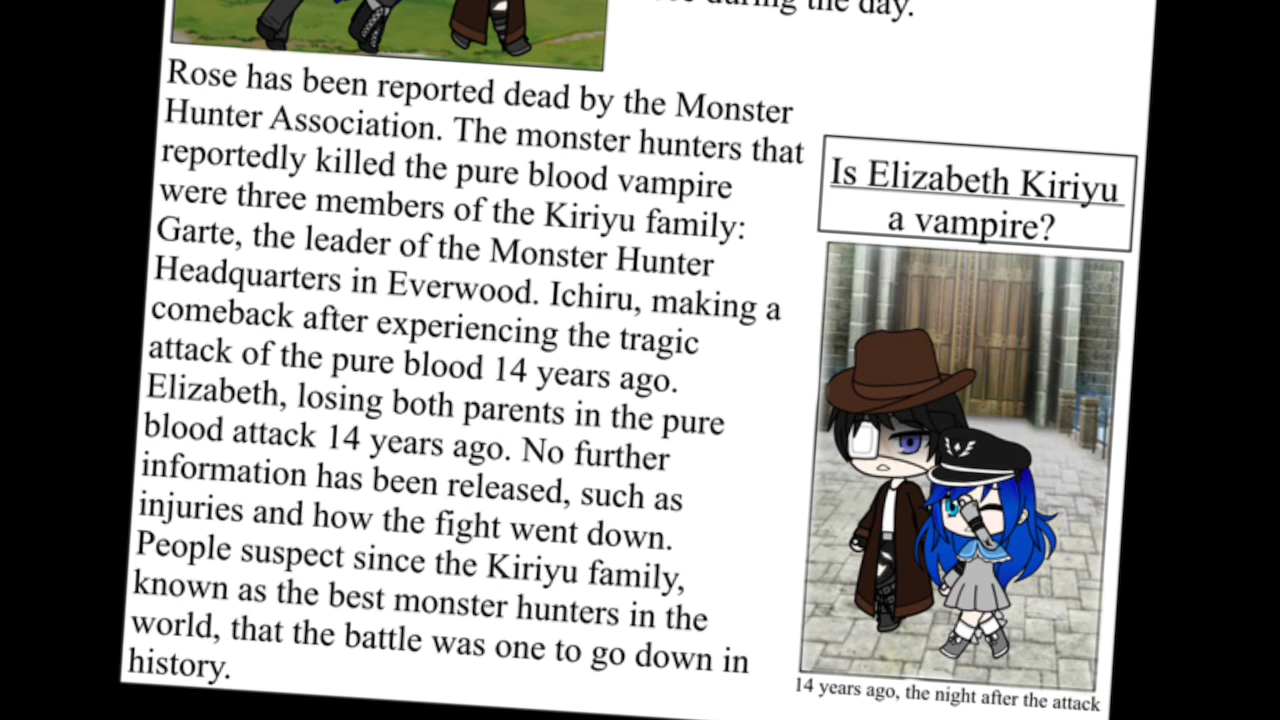 during the day.
Rose has been reported dead by the Monster
Hunter Association. The monster hunters that
reportedly killed the pure blood vampire
were three members of the Kiriyu family:
Garte, the leader of the Monster Hunter
Headquarters in Everwood. Ichiru, making a
comeback after experiencing the tragic
attack of the pure blood 14 years ago.
Elizabeth, losing both parents in the pure
blood attack 14 years ago. No further
information has been released, such as
injuries and how the fight went down.
People suspect since the Kiriyu family,
known as the best monster hunters in the
world, that the battle was one to go down in
history.
Is Elizabeth Kiriyu
a vampire?
14 years ago, the night after the attack